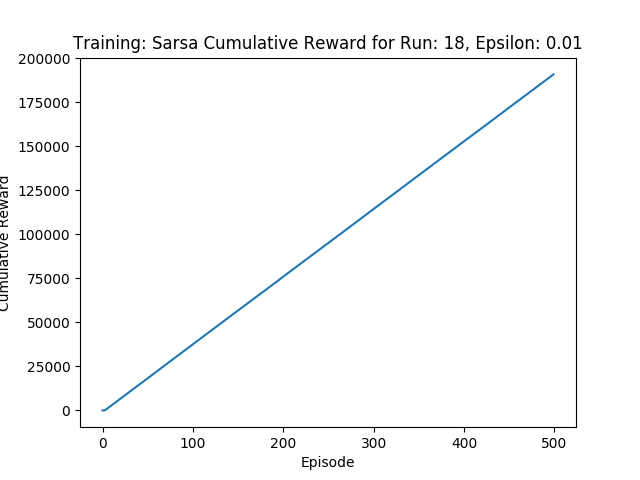 Training: Sarsa Cumulative Reward for Run: 18, Epsilon: 0.01
200000
175000
150000
125000
100000
75000
50000
25000
0
Cumulative Reward
0 100 200 300 400 500
Episode